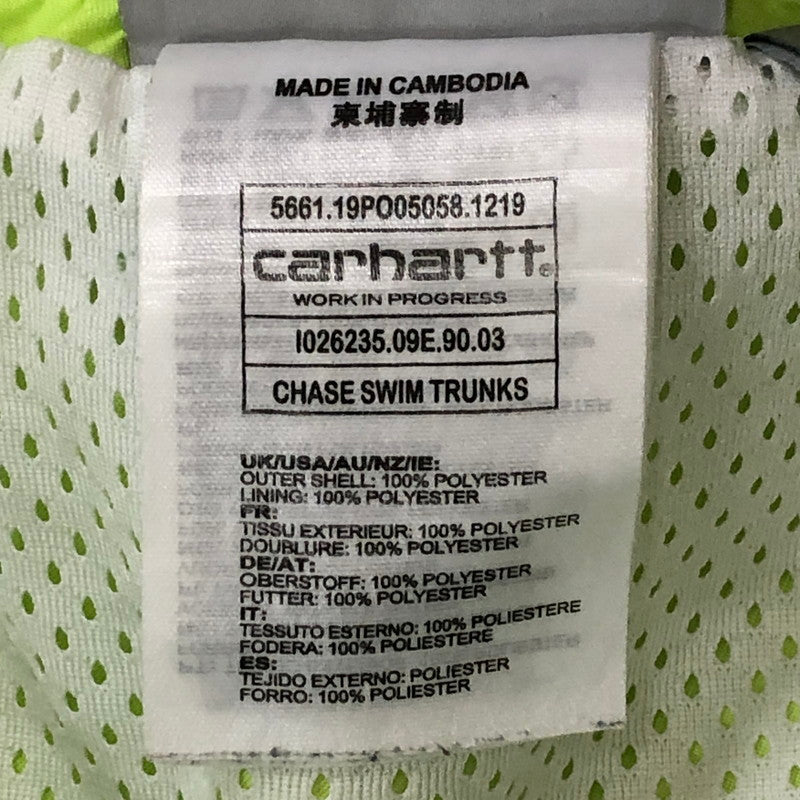 MADE IN CAMBODIA
柬埔寨制
5661.19PO05058.1219
carhartt®
WORK IN PROGRESS
I026235.09E.90.03
CHASE SWIM TRUNKS
UK/USA/AU/NZ/IE:
OUTER SHELL: 100% POLYESTER
LINING: 100% POLYESTER
FR:
TISSU EXTERIEUR: 100% POLYESTER
DOUBLURE: 100% POLYESTER
DE/AT:
OBERSTOFF: 100% POLYESTER
FUTTER: 100% POLYESTER
IT:
TESSUTO ESTERNO: 100% POLIESTERE
FODERA: 100% POLIESTERE
ES:
TEJIDO EXTERNO: POLIESTER
FORRO: 100% POLIESTER